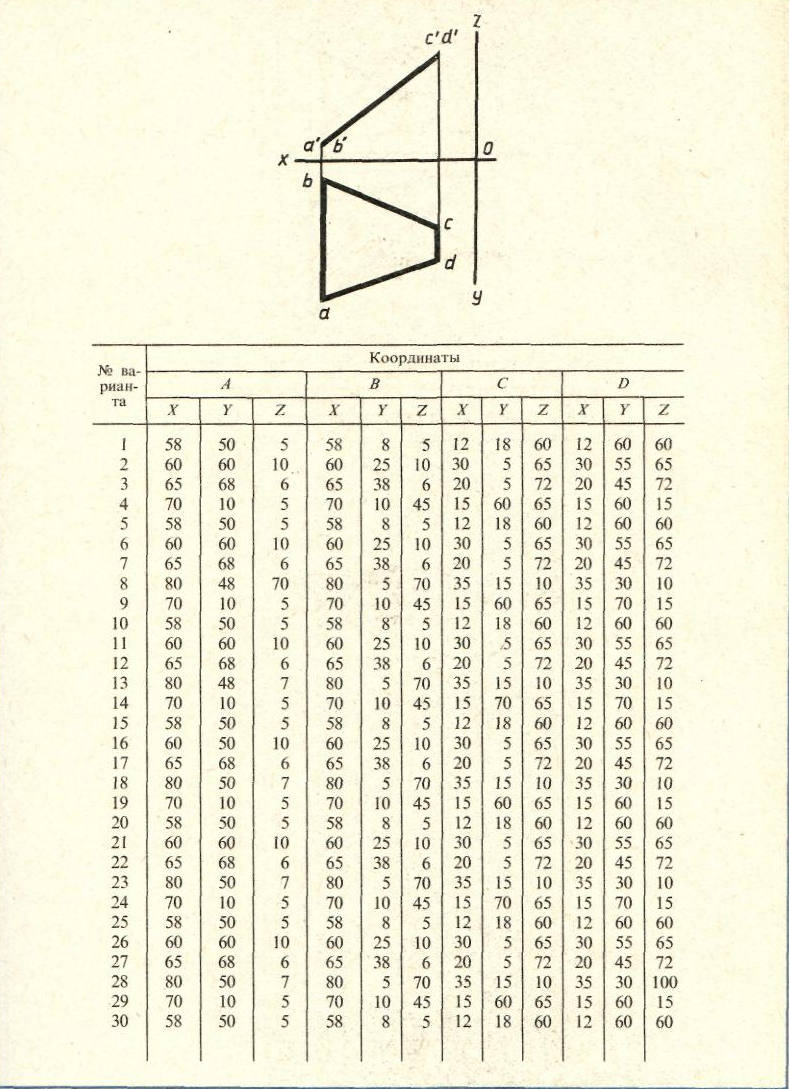 z
c'd'
a' b'
x
0
b
c
d
y
a
№ ва-
риан-
та
Координаты
A B C D
X Y Z X Y Z X Y Z X Y Z
1 58 50 5 58 8 5 12 18 60 12 60 60
2 60 60 10 60 25 10 30 5 65 30 55 65
3 65 68 6 65 38 6 20 5 72 20 45 72
4 70 10 5 70 10 45 15 60 65 15 60 15
5 58 50 5 58 8 5 12 18 60 12 60 60
6 60 60 10 60 25 10 30 5 65 30 55 65
7 65 68 6 65 38 6 20 5 72 20 45 72
8 80 48 70 80 5 70 35 15 10 35 30 10
9 70 10 5 70 10 45 15 60 65 15 70 15
10 58 50 5 58 8 5 12 18 60 12 60 60
11 60 60 10 60 25 10 30 5 65 30 55 65
12 65 68 6 65 38 6 20 5 72 20 45 72
13 80 48 7 80 5 70 35 15 10 35 30 10
14 70 10 5 70 10 45 15 70 65 15 70 15
15 58 50 5 58 8 5 12 18 60 12 60 60
16 60 50 10 60 25 10 30 5 65 30 55 65
17 65 68 6 65 38 6 20 5 72 20 45 72
18 80 50 7 80 5 70 35 15 10 35 30 10
19 70 10 5 70 10 45 15 60 65 15 60 15
20 58 50 5 58 8 5 12 18 60 12 60 60
21 60 60 10 60 25 10 30 5 65 30 55 65
22 65 68 6 65 38 6 20 5 72 20 45 72
23 80 50 7 80 5 70 35 15 10 35 30 10
24 70 10 5 70 10 45 15 70 65 15 70 15
25 58 50 5 58 8 5 12 18 60 12 60 60
26 60 60 10 60 25 10 30 5 65 30 55 65
27 65 68 6 65 38 6 20 5 72 20 45 72
28 80 50 7 80 5 70 35 15 10 35 30 100
29 70 10 5 70 10 45 15 60 65 15 60 15
30 58 50 5 58 8 5 12 18 60 12 60 60